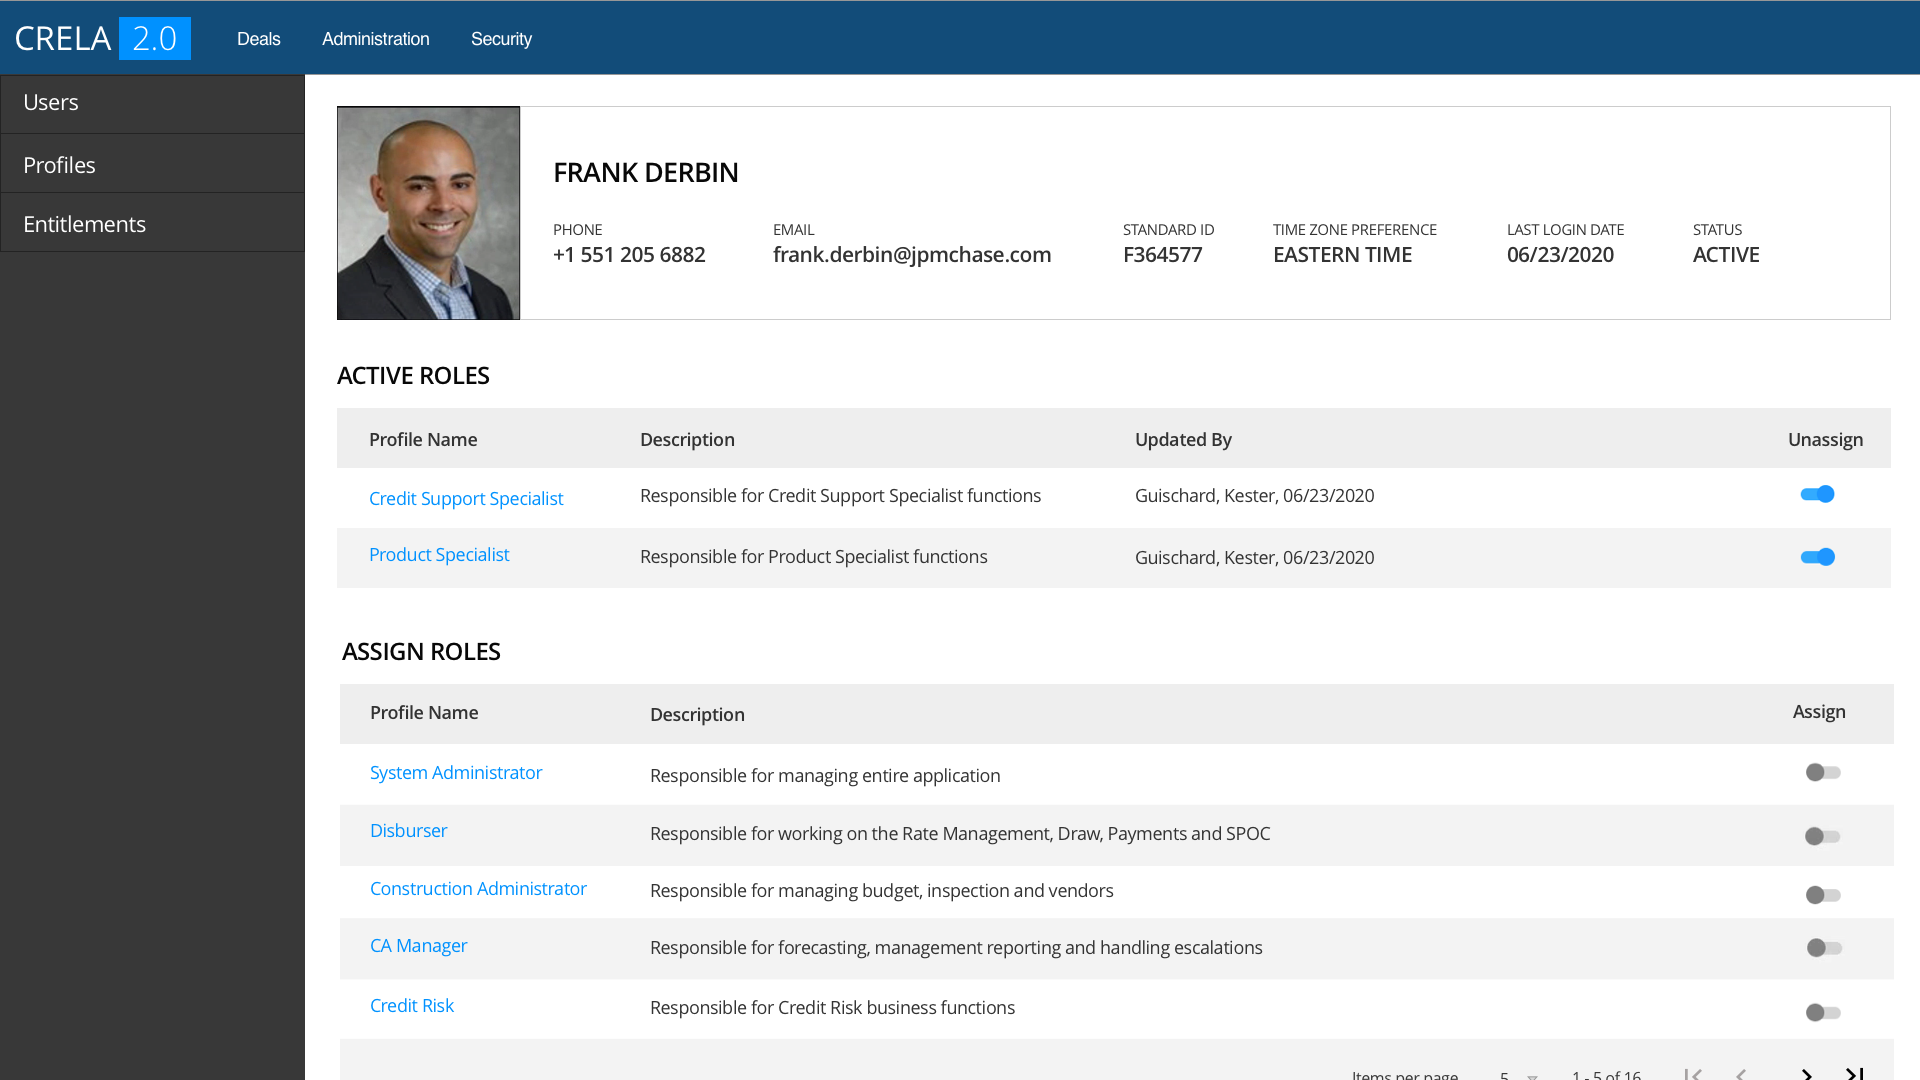 CRELA 2.0 Deals Administration Security
Users
Profiles
Entitlements
FRANK DERBIN
PHONE EMAIL STANDARD ID TIME ZONE PREFERENCE LAST LOGIN DATE STATUS
+1 551 205 6882 frank.derbin@jpmchase.com F364577 EASTERN TIME 06/23/2020 ACTIVE
ACTIVE ROLES
Profile Name Description Updated By Unassign
Credit Support Specialist Responsible for Credit Support Specialist functions Guischard, Kester, 06/23/2020
Product Specialist Responsible for Product Specialist functions Guischard, Kester, 06/23/2020
ASSIGN ROLES
Profile Name Description Assign
System Administrator Responsible for managing entire application
Disburser Responsible for working on the Rate Management, Draw, Payments and SPOC
Construction Administrator Responsible for managing budget, inspection and vendors
CA Manager Responsible for forecasting, management reporting and handling escalations
Credit Risk Responsible for Credit Risk business functions
Items per page 5 1 - 5 of 16